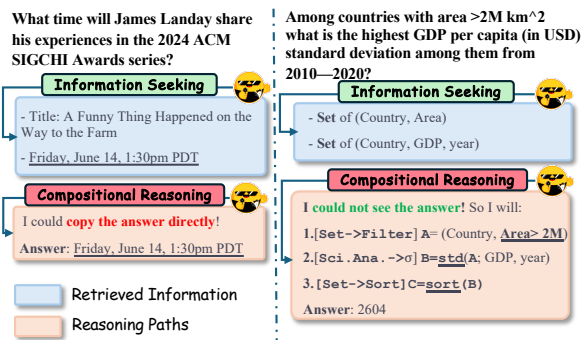 What time will James Landay share
his experiences in the 2024 ACM
SIGCHI Awards series?
Information Seeking
- Title: A Funny Thing Happened on the
Way to the Farm
- Friday, June 14, 1:30pm PDT
Compositional Reasoning
I could copy the answer directly!
Answer: Friday, June 14, 1:30pm PDT
Retrieved Information
Reasoning Paths
Among countries with area >2M km^2
what is the highest GDP per capita (in USD)
standard deviation among them from
2010—2020?
Information Seeking
- Set of (Country, Area)
- Set of (Country, GDP, year)
Compositional Reasoning
I could not see the answer! So I will:
1.[Set->Filter] A= (Country, Area> 2M)
2.[Sci.Ana.->σ] B=std(A; GDP, year)
3.[Set->Sort]C=sort(B)
Answer: 2604